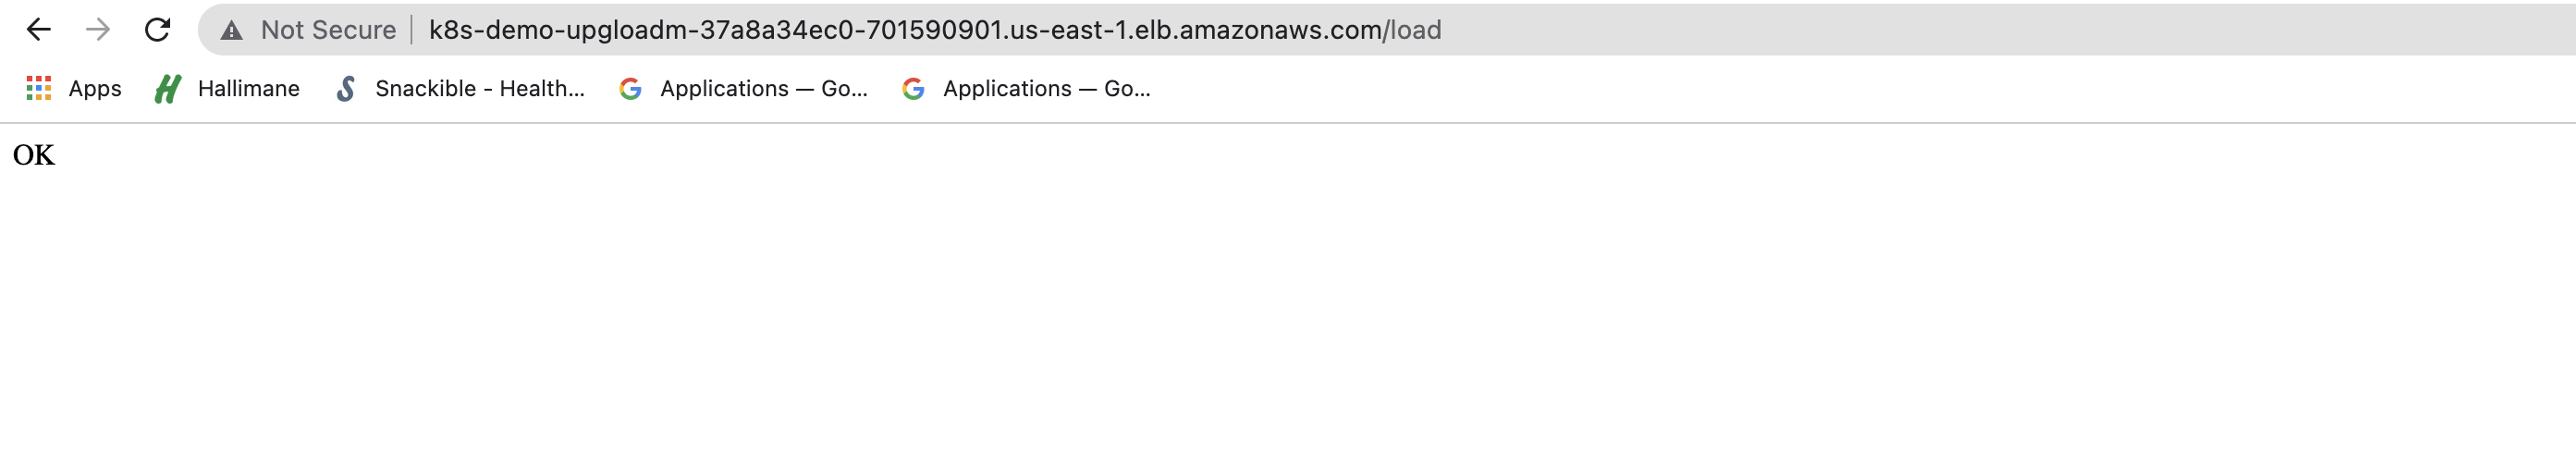 Not Secure k8s-demo-upgloadm-37a8a34ec0-701590901.us-east-1.elb.amazonaws.com/load
Apps Hallimane Snackible - Health... Applications — Go... Applications — Go...
OK